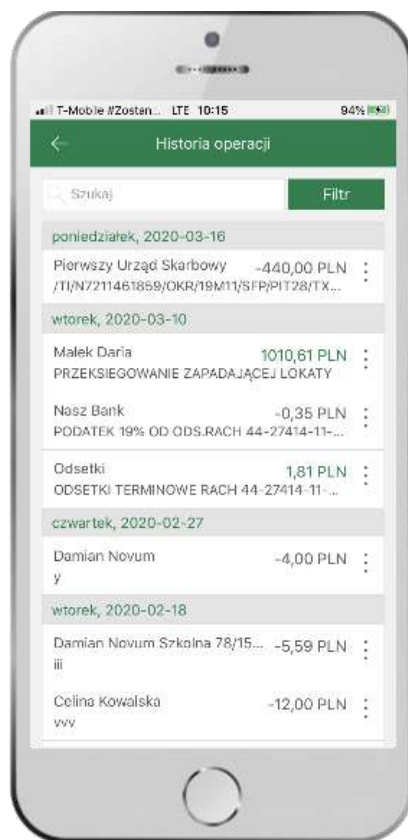 T-Mobile #Zostan... LTE 10:15 94%
Historia operacji
Szukaj Filtr
poniedziałek, 2020-03-16
Pierwszy Urząd Skarbowy -440,00 PLN
/TI/N7211461859/OKR/19M11/SFP/PIT28/TX...
wtorek, 2020-03-10
Małek Daria 1010,61 PLN
PRZEKSIEGOWANIE ZAPADAJĄCEJ LOKATY
Nasz Bank -0,35 PLN
PODATEK 19% OD ODS.RACH 44-27414-11-...
Odsetki 1,81 PLN
ODSETKI TERMINOWE RACH 44-27414-11-...
czwartek, 2020-02-27
Damian Novum -4,00 PLN
y
wtorek, 2020-02-18
Damian Novum Szkolna 78/15... -5,59 PLN
iii
Celina Kowalska -12,00 PLN
vvv